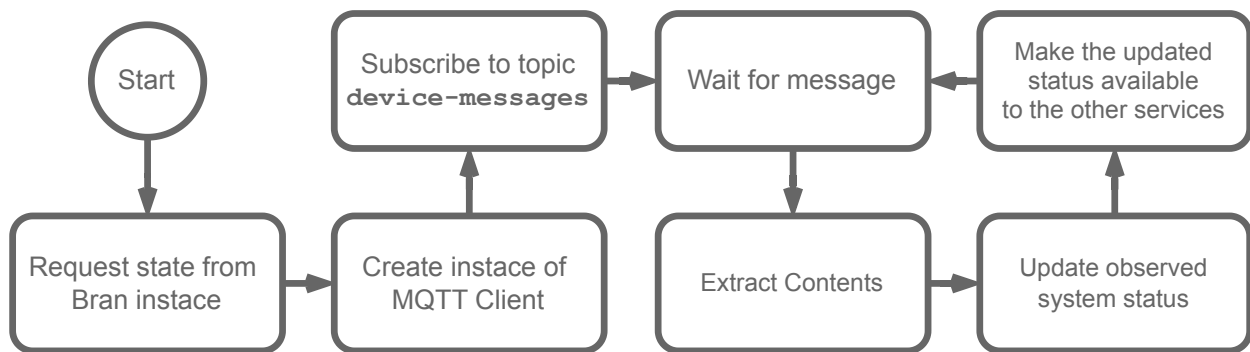 Start
Request state from
Bran instace
Create instace of
MQTT Client
Subscribe to topic
device-messages
Wait for message
Extract Contents
Update observed
system status
Make the updated
status available
to the other services